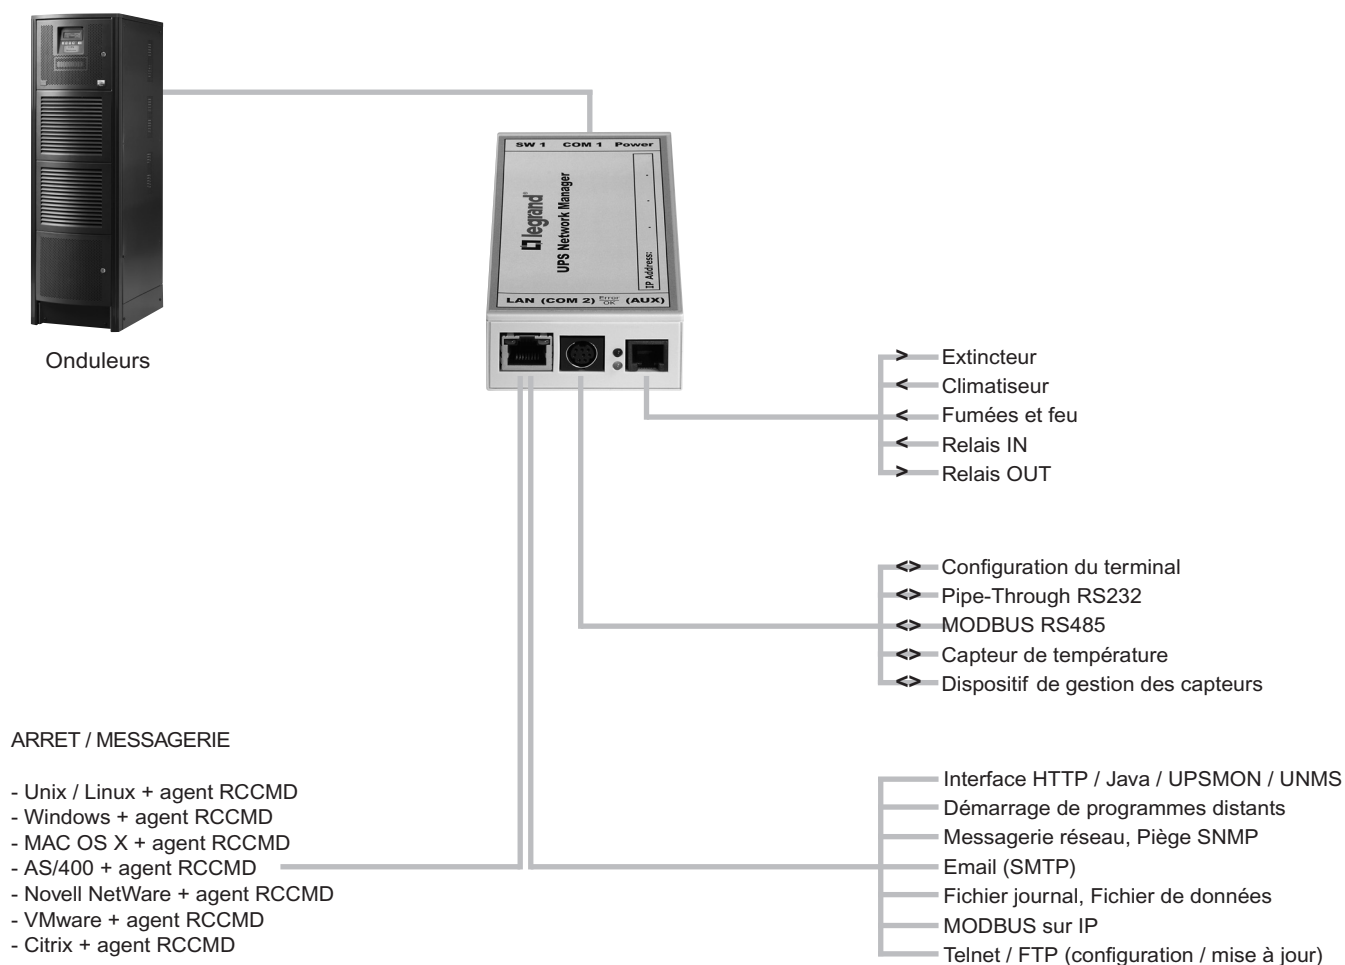 SW 1 COM 1 Power
legrand®
UPS Network Manager
IP Address:
LAN (COM 2) Error OK (AUX)
Onduleurs
> Extincteur
< Climatiseur
< Fumées et feu
< Relais IN
> Relais OUT
<> Configuration du terminal
<> Pipe-Through RS232
<> MODBUS RS485
<> Capteur de température
<> Dispositif de gestion des capteurs
ARRET / MESSAGERIE
- Unix / Linux + agent RCCMD
- Windows + agent RCCMD
- MAC OS X + agent RCCMD
- AS/400 + agent RCCMD
- Novell NetWare + agent RCCMD
- VMware + agent RCCMD
- Citrix + agent RCCMD
Interface HTTP / Java / UPSMON / UNMS
Démarrage de programmes distants
Messagerie réseau, Piège SNMP
Email (SMTP)
Fichier journal, Fichier de données
MODBUS sur IP
Telnet / FTP (configuration / mise à jour)